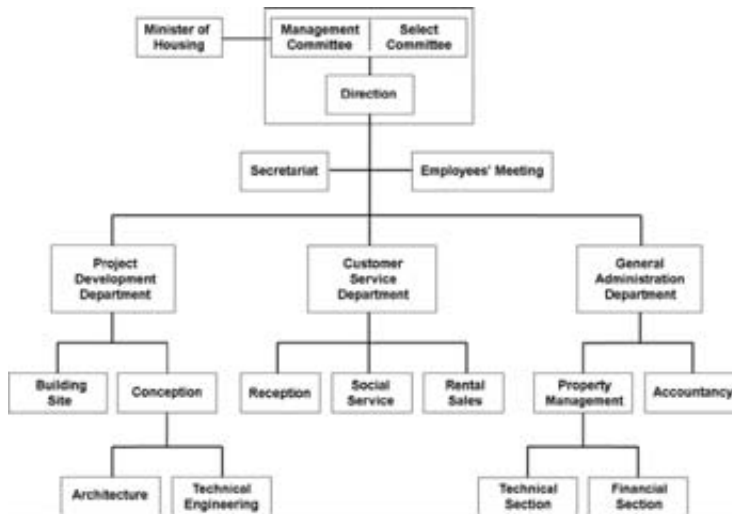 Minister of
Housing
Management
Committee
Select
Committee
Direction
Secretariat
Employees' Meeting
Project
Development
Department
Customer
Service
Department
General
Administration
Department
Building
Site
Conception
Reception
Social
Service
Rental
Sales
Property
Management
Accountancy
Architecture
Technical
Engineering
Technical
Section
Financial
Section